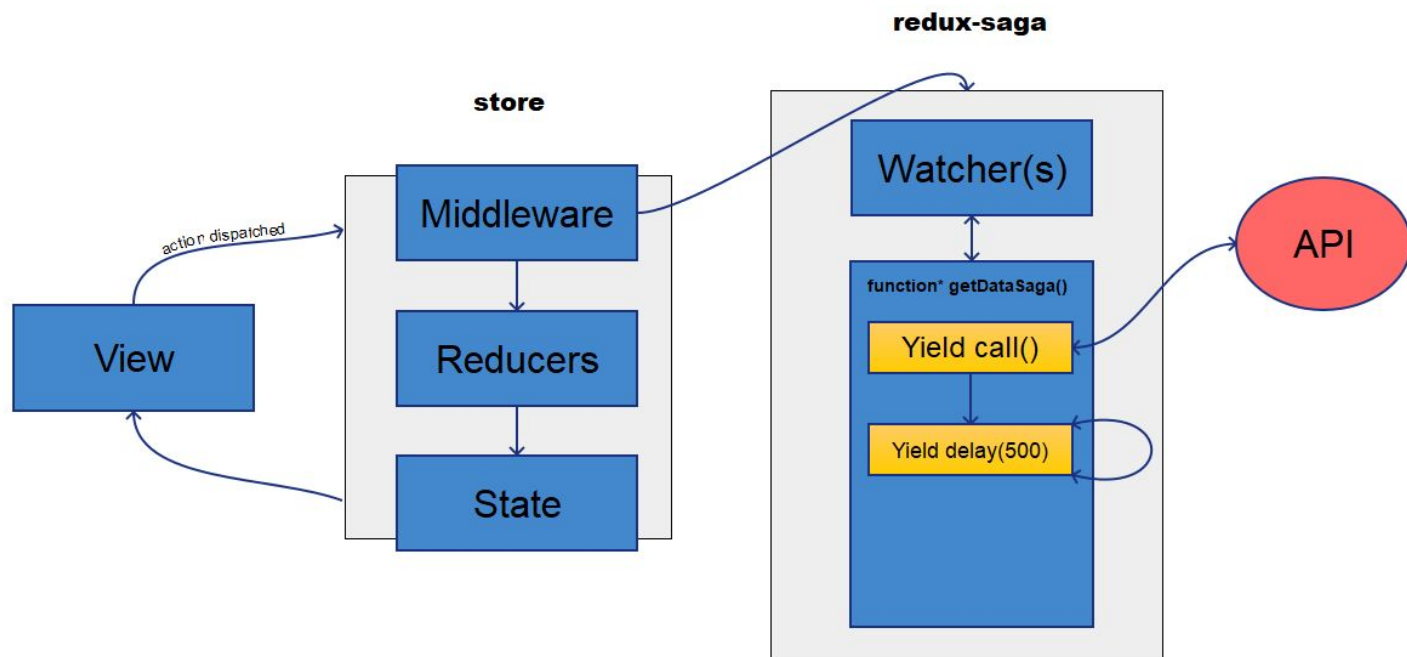 redux-saga
store
Watcher(s)
Middleware
action dispatched
API
function* getDataSaga()
Yield call()
View
Reducers
Yield delay(500)
State